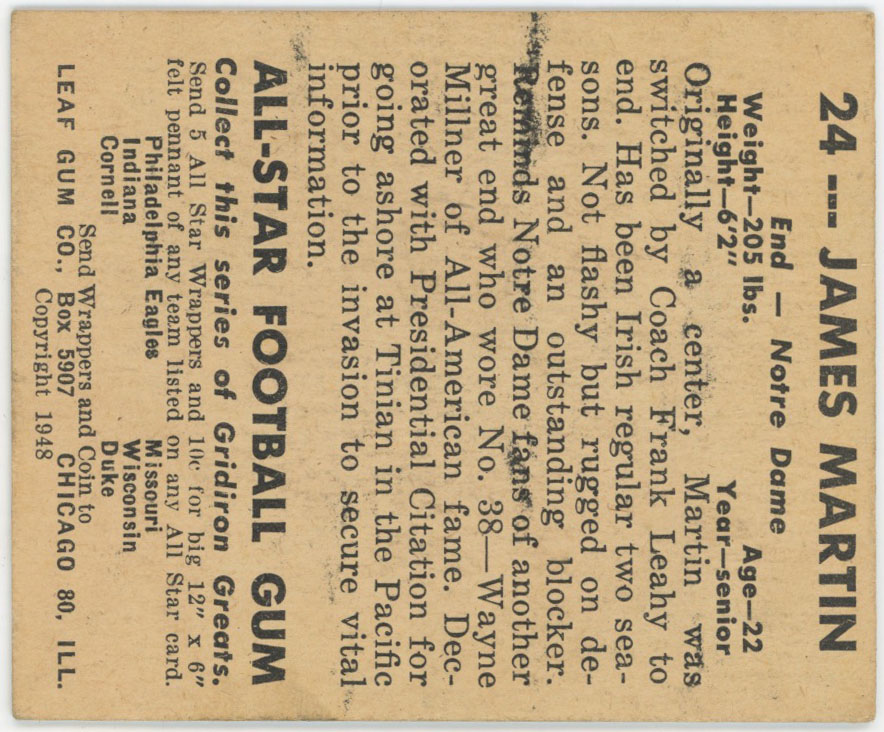 24 --- JAMES MARTIN
End — Notre Dame
Weight—205 lbs. Age—22
Height—6'2" Year—senior
Originally a center, Martin was
switched by Coach Frank Leahy to
end. Has been Irish regular two sea-
sons. Not flashy but rugged on de-
fense and an outstanding blocker.
Reminds Notre Dame fans of another
great end who wore No. 38—Wayne
Millner of All-American fame. Dec-
orated with Presidential Citation for
going ashore at Tinian in the Pacific
prior to the invasion to secure vital
information.
ALL-STAR FOOTBALL GUM
Collect this series of Gridiron Greats.
Send 5 All Star Wrappers and 10c for big 12" x 6"
felt pennant of any team listed on any All Star card.
Philadelphia Eagles Missouri
Indiana Wisconsin
Cornell Duke
Send Wrappers and Coin to
LEAF GUM CO., Box 5907 CHICAGO 80, ILL.
Copyright 1948